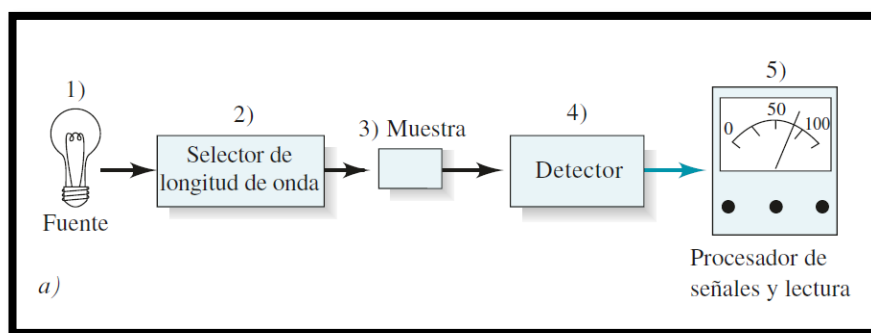 1)
Fuente
2)
Selector de
longitud de onda
3) Muestra
4)
Detector
5)
0
50
100
Procesador de
señales y lectura
a)